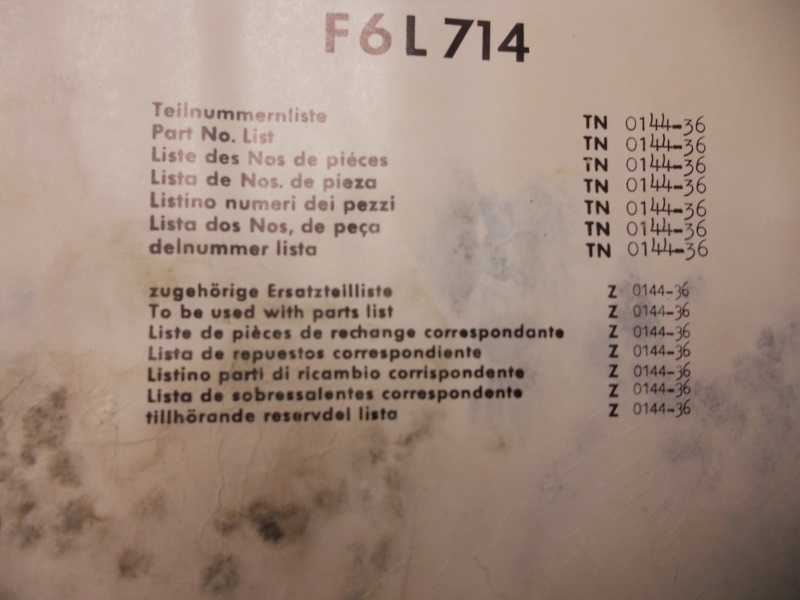 F6L714
Teilnummernliste TN 0144-36
Part No. List TN 0144-36
Liste des Nos de piéces TN 0144-36
Lista de Nos. de pieza TN 0144-36
Listino numeri dei pezzi TN 0144-36
Lista dos Nos, de peça TN 0144-36
delnummer lista TN 0144-36
zugehörige Ersatzteilliste Z 0144-36
To be used with parts list Z 0144-36
Liste de pièces de rechange correspondante Z 0144-36
Lista de repuestos correspondiente Z 0144-36
Listino parti di ricambio corrispondente Z 0144-36
Lista de sobressalentes correspondente Z 0144-36
tillhörande reservdel lista Z 0144-36